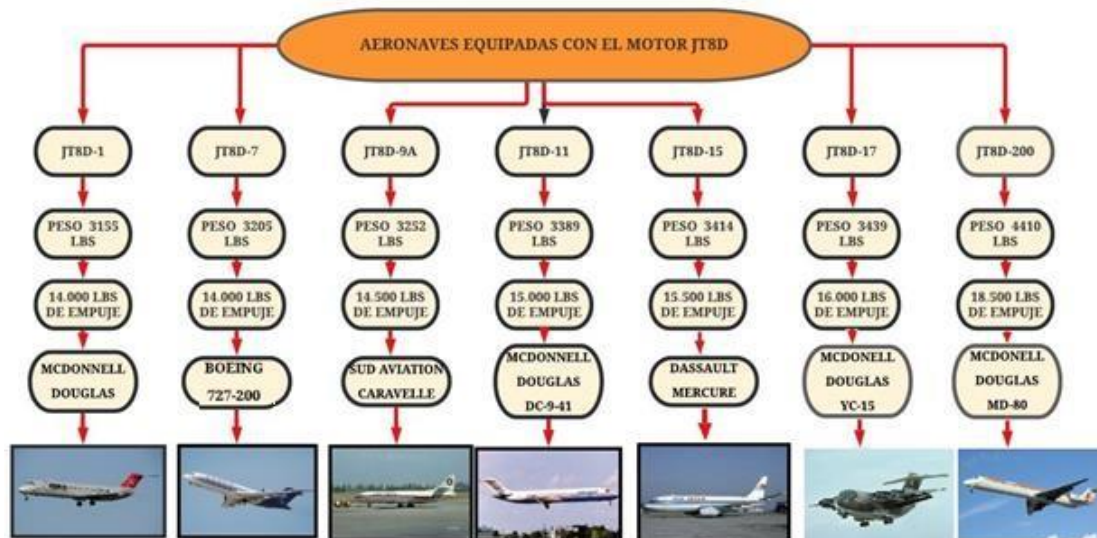 AERONAVES EQUIPADAS CON EL MOTOR JT8D
JT8D-1
JT8D-7
JT8D-9A
JT8D-11
JT8D-15
JT8D-17
JT8D-200
PESO 3155
LBS
PESO 3205
LBS
PESO 3252
LBS
PESO 3389
LBS
PESO 3414
LBS
PESO 3439
LBS
PESO 4410
LBS
14.000 LBS
DE EMPUJE
14.000 LBS
DE EMPUJE
14.500 LBS
DE EMPUJE
15.000 LBS
DE EMPUJE
15.500 LBS
DE EMPUJE
16.000 LBS
DE EMPUJE
18.500 LBS
DE EMPUJE
MCDONNELL
DOUGLAS
BOEING
727-200
SUD AVIATION
CARAVELLE
MCDONNELL
DOUGLAS
DC-9-41
DASSAULT
MERCURE
MCDONELL
DOUGLAS
YC-15
MCDONELL
DOUGLAS
MD-80